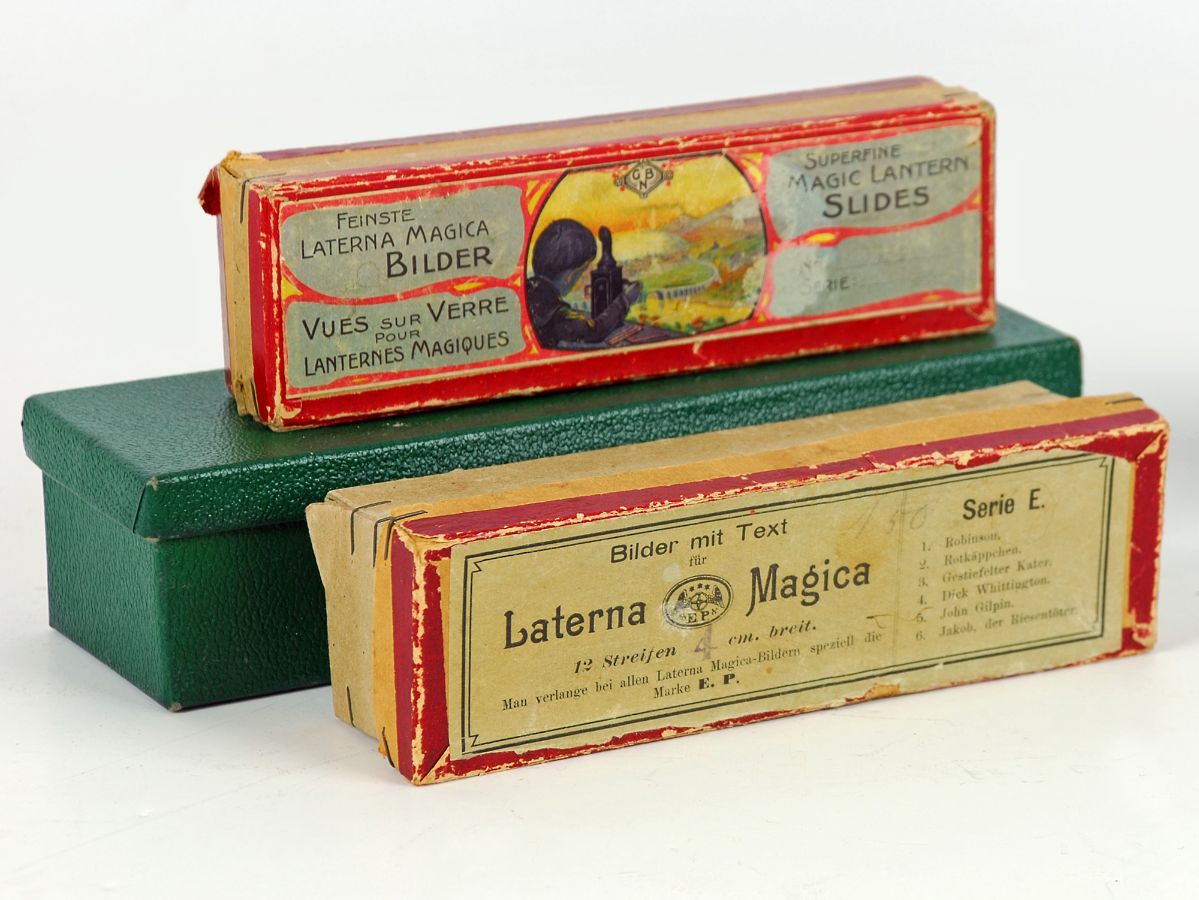 FEINSTE
LATERNA MAGICA
BILDER
VUES SUR VERRE
POUR
LANTERNES MAGIQUES
GBN
SUPERFINE
MAGIC LANTERN
SLIDES
SERIE:
Bilder mit Text
für
Laterna Magica
E P
12 Streifen 4 cm. breit.
Man verlange bei allen Laterna Magica-Bildern speziell die
Marke E. P.
150
Serie E.
1. Robinson.
2. Rotkäppchen.
3. Gestiefelter Kater.
4. Dick Whittington.
5. John Gilpin.
6. Jakob, der Riesentöter.